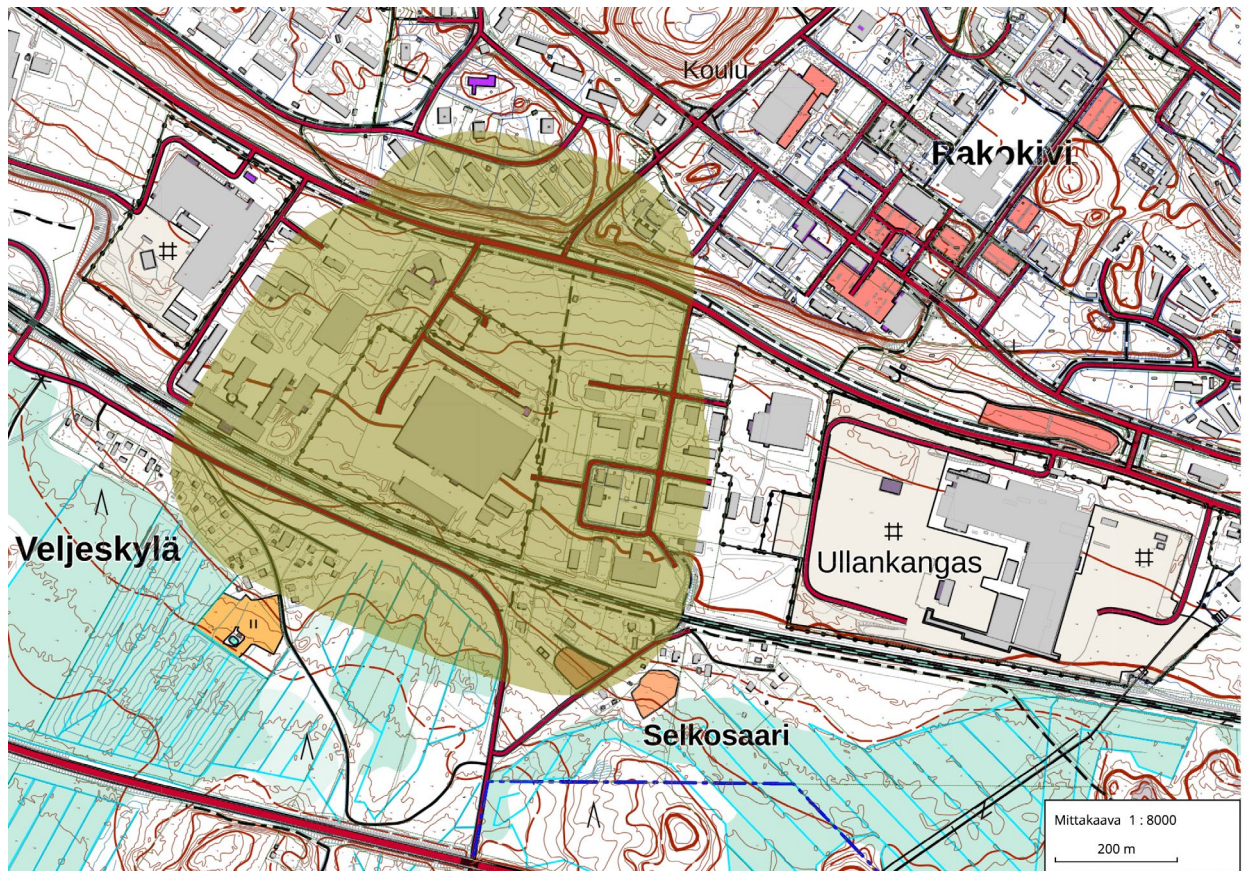 Koulu
Rakokivi
Veljeskylä
Ullankangas
Selkosaari
Mittakaava 1 : 8000
200 m